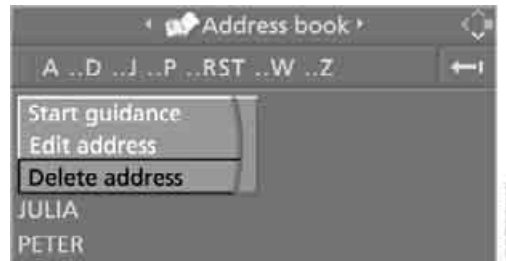 Address book
A ..D ..J ..P ..RST ..W ..Z
Start guidance
Edit address
Delete address
JULIA
PETER